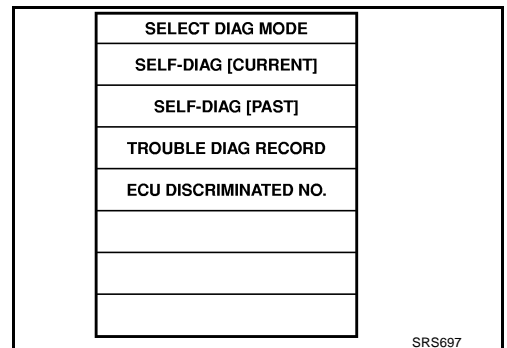 SELECT DIAG MODE
SELF-DIAG [CURRENT]
SELF-DIAG [PAST]
TROUBLE DIAG RECORD
ECU DISCRIMINATED NO.
SRS697